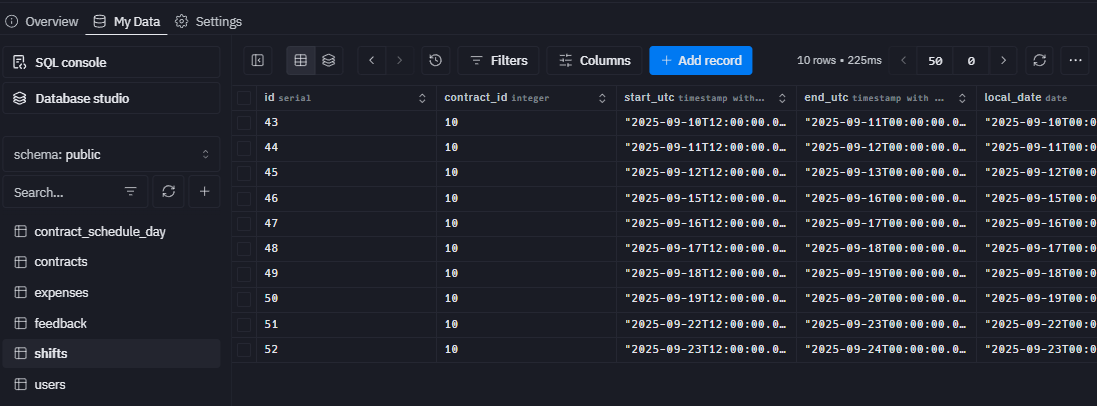 Overview My Data Settings
SQL console
Database studio
schema: public
Search...
contract_schedule_day
contracts
expenses
feedback
shifts
users
Filters Columns Add record 10 rows • 225ms 50 0
id serial contract_id integer start_utc timestamp with... end_utc timestamp with ... local_date date
43 10 "2025-09-10T12:00:00.0... "2025-09-11T00:00:00.0... "2025-09-10T00:0
44 10 "2025-09-11T12:00:00.0... "2025-09-12T00:00:00.0... "2025-09-11T00:0
45 10 "2025-09-12T12:00:00.0... "2025-09-13T00:00:00.0... "2025-09-12T00:0
46 10 "2025-09-15T12:00:00.0... "2025-09-16T00:00:00.0... "2025-09-15T00:0
47 10 "2025-09-16T12:00:00.0... "2025-09-17T00:00:00.0... "2025-09-16T00:0
48 10 "2025-09-17T12:00:00.0... "2025-09-18T00:00:00.0... "2025-09-17T00:0
49 10 "2025-09-18T12:00:00.0... "2025-09-19T00:00:00.0... "2025-09-18T00:0
50 10 "2025-09-19T12:00:00.0... "2025-09-20T00:00:00.0... "2025-09-19T00:0
51 10 "2025-09-22T12:00:00.0... "2025-09-23T00:00:00.0... "2025-09-22T00:0
52 10 "2025-09-23T12:00:00.0... "2025-09-24T00:00:00.0... "2025-09-23T00:0